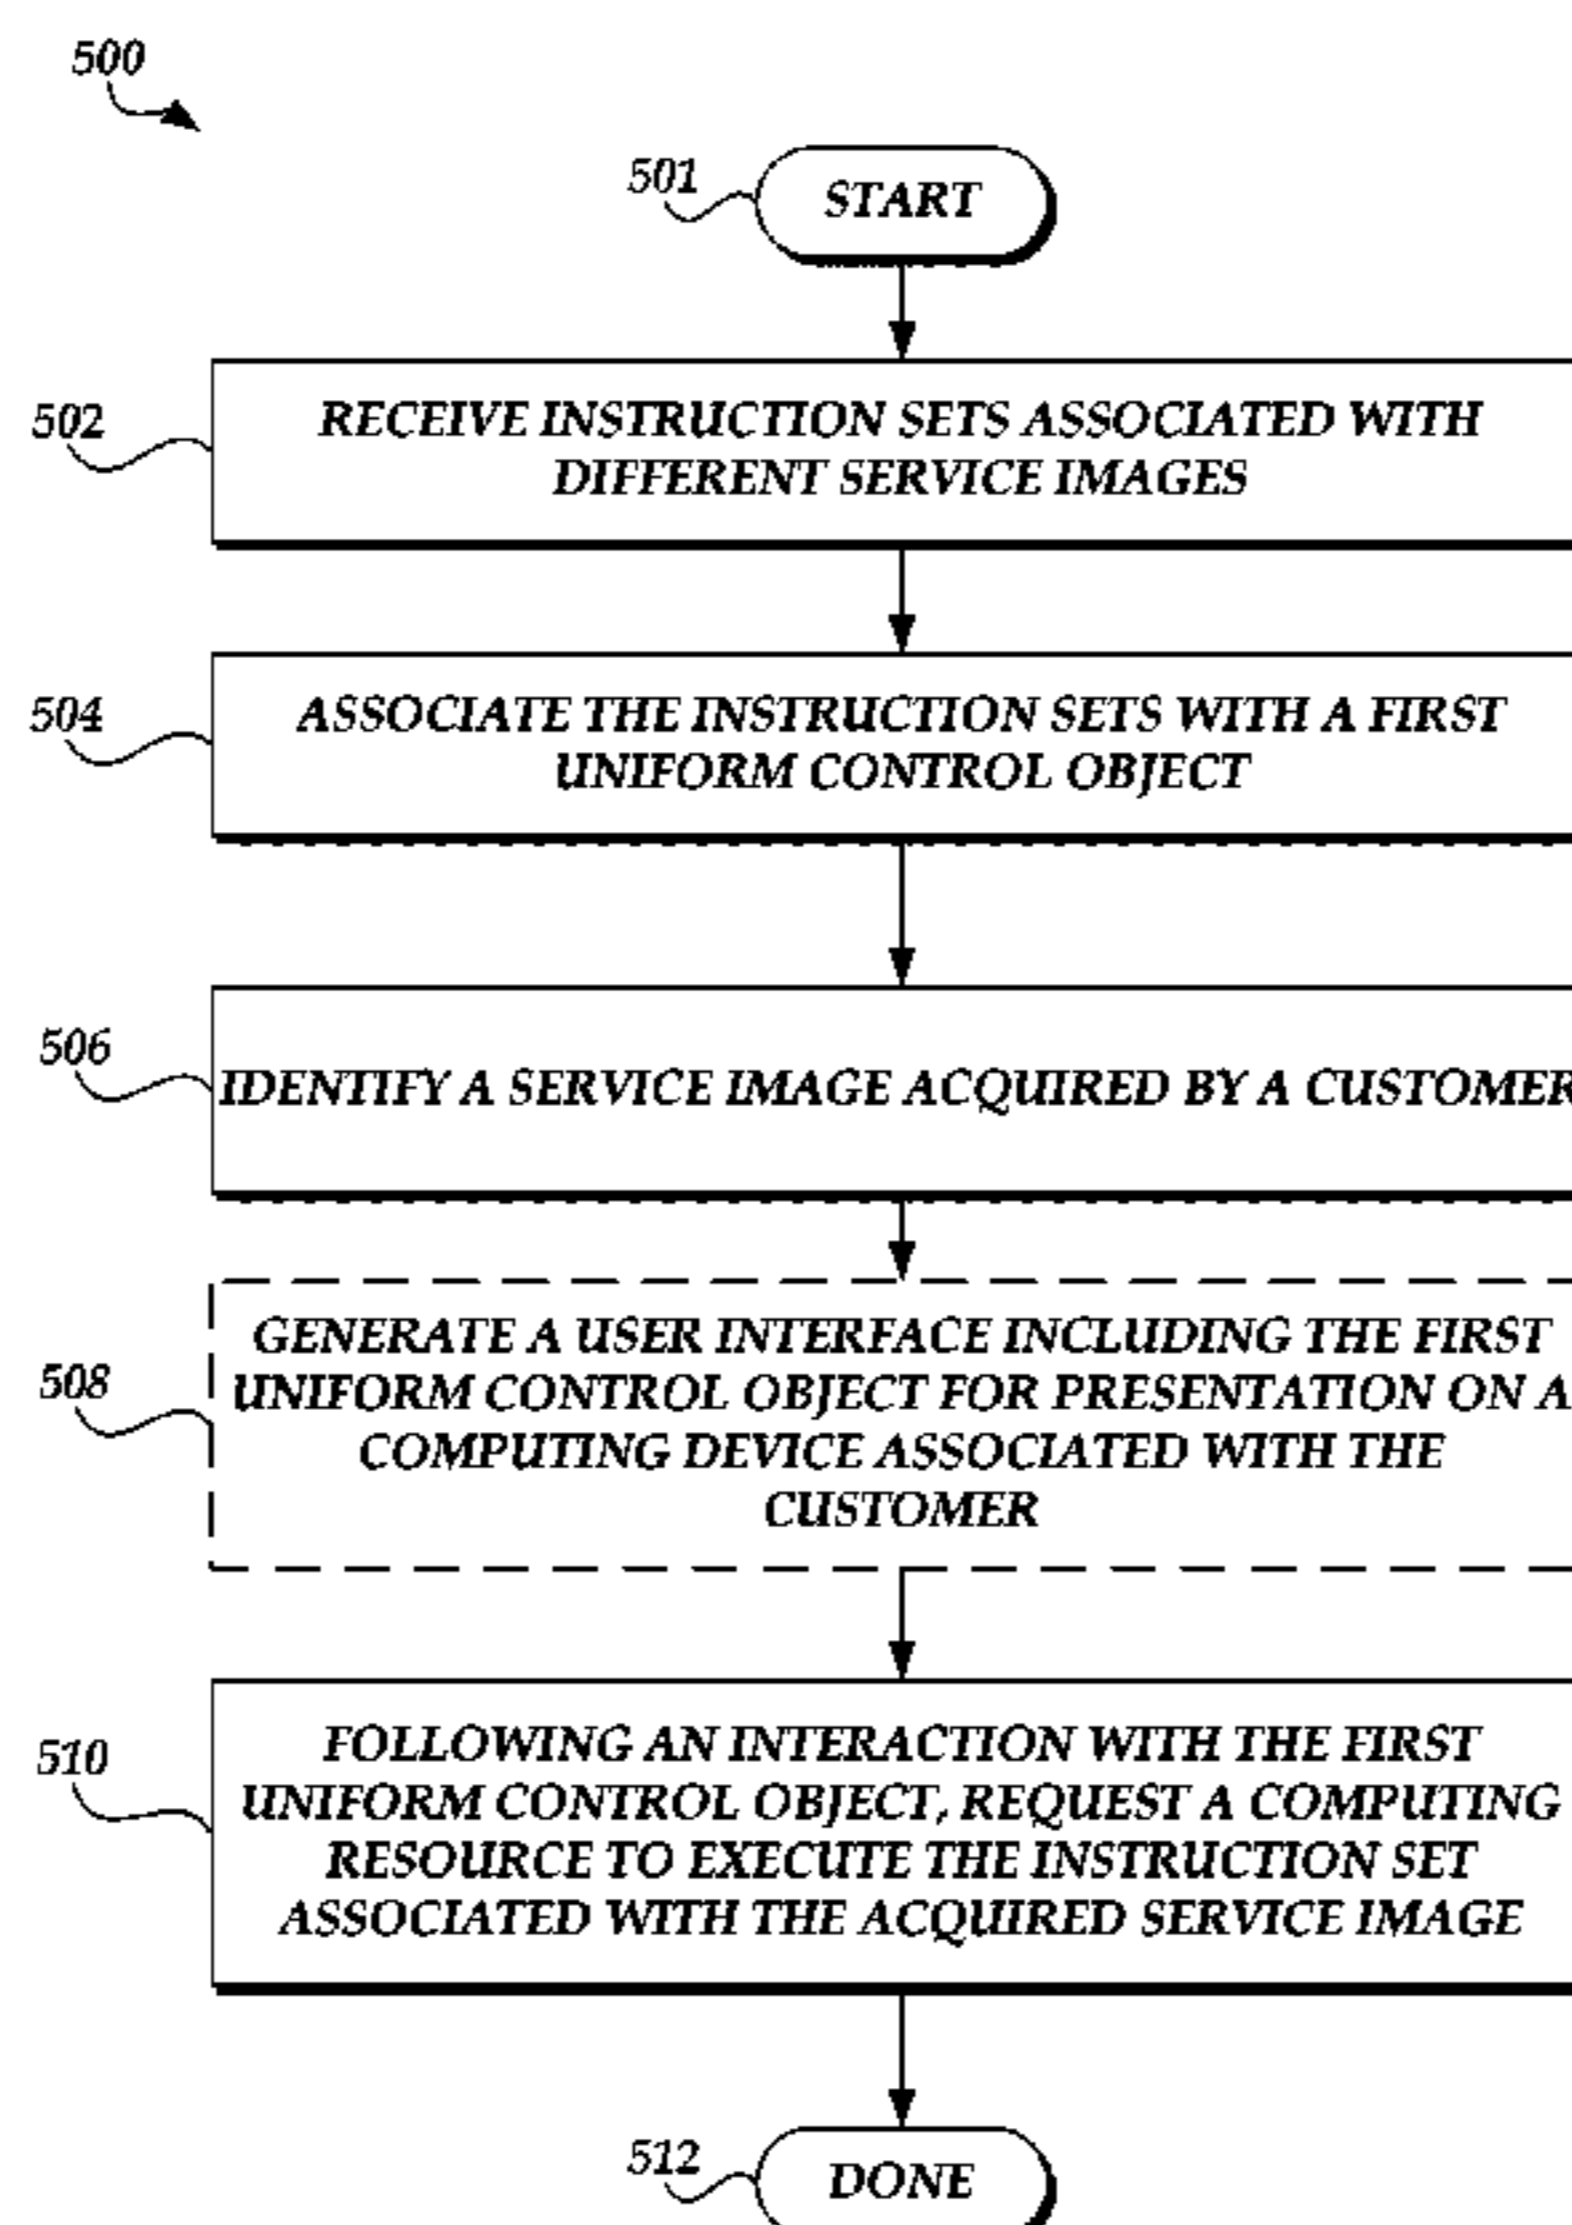 500
501
START
502
RECEIVE INSTRUCTION SETS ASSOCIATED WITH
DIFFERENT SERVICE IMAGES
504
ASSOCIATE THE INSTRUCTION SETS WITH A FIRST
UNIFORM CONTROL OBJECT
506
IDENTIFY A SERVICE IMAGE ACQUIRED BY A CUSTOMER
508
GENERATE A USER INTERFACE INCLUDING THE FIRST
UNIFORM CONTROL OBJECT FOR PRESENTATION ON A
COMPUTING DEVICE ASSOCIATED WITH THE
CUSTOMER
510
FOLLOWING AN INTERACTION WITH THE FIRST
UNIFORM CONTROL OBJECT, REQUEST A COMPUTING
RESOURCE TO EXECUTE THE INSTRUCTION SET
ASSOCIATED WITH THE ACQUIRED SERVICE IMAGE
512
DONE